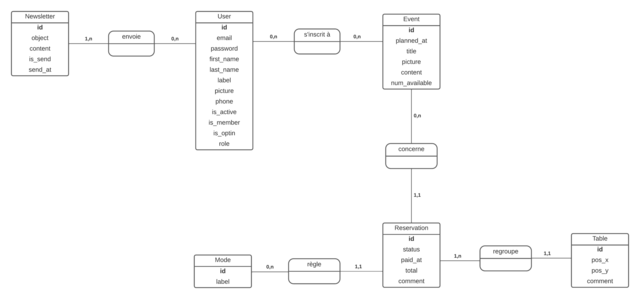 Newsletter
id
object
content
is_send
send_at
1,n
envoie
0,n
User
id
email
password
first_name
last_name
label
picture
phone
is_active
is_member
is_optin
role
0,n
s'inscrit à
0,n
Event
id
planned_at
title
picture
content
num_available
0,n
concerne
1,1
Reservation
id
status
paid_at
total
comment
Mode
id
label
0,n
règle
1,1
1,n
regroupe
1,1
Table
id
pos_x
pos_y
comment